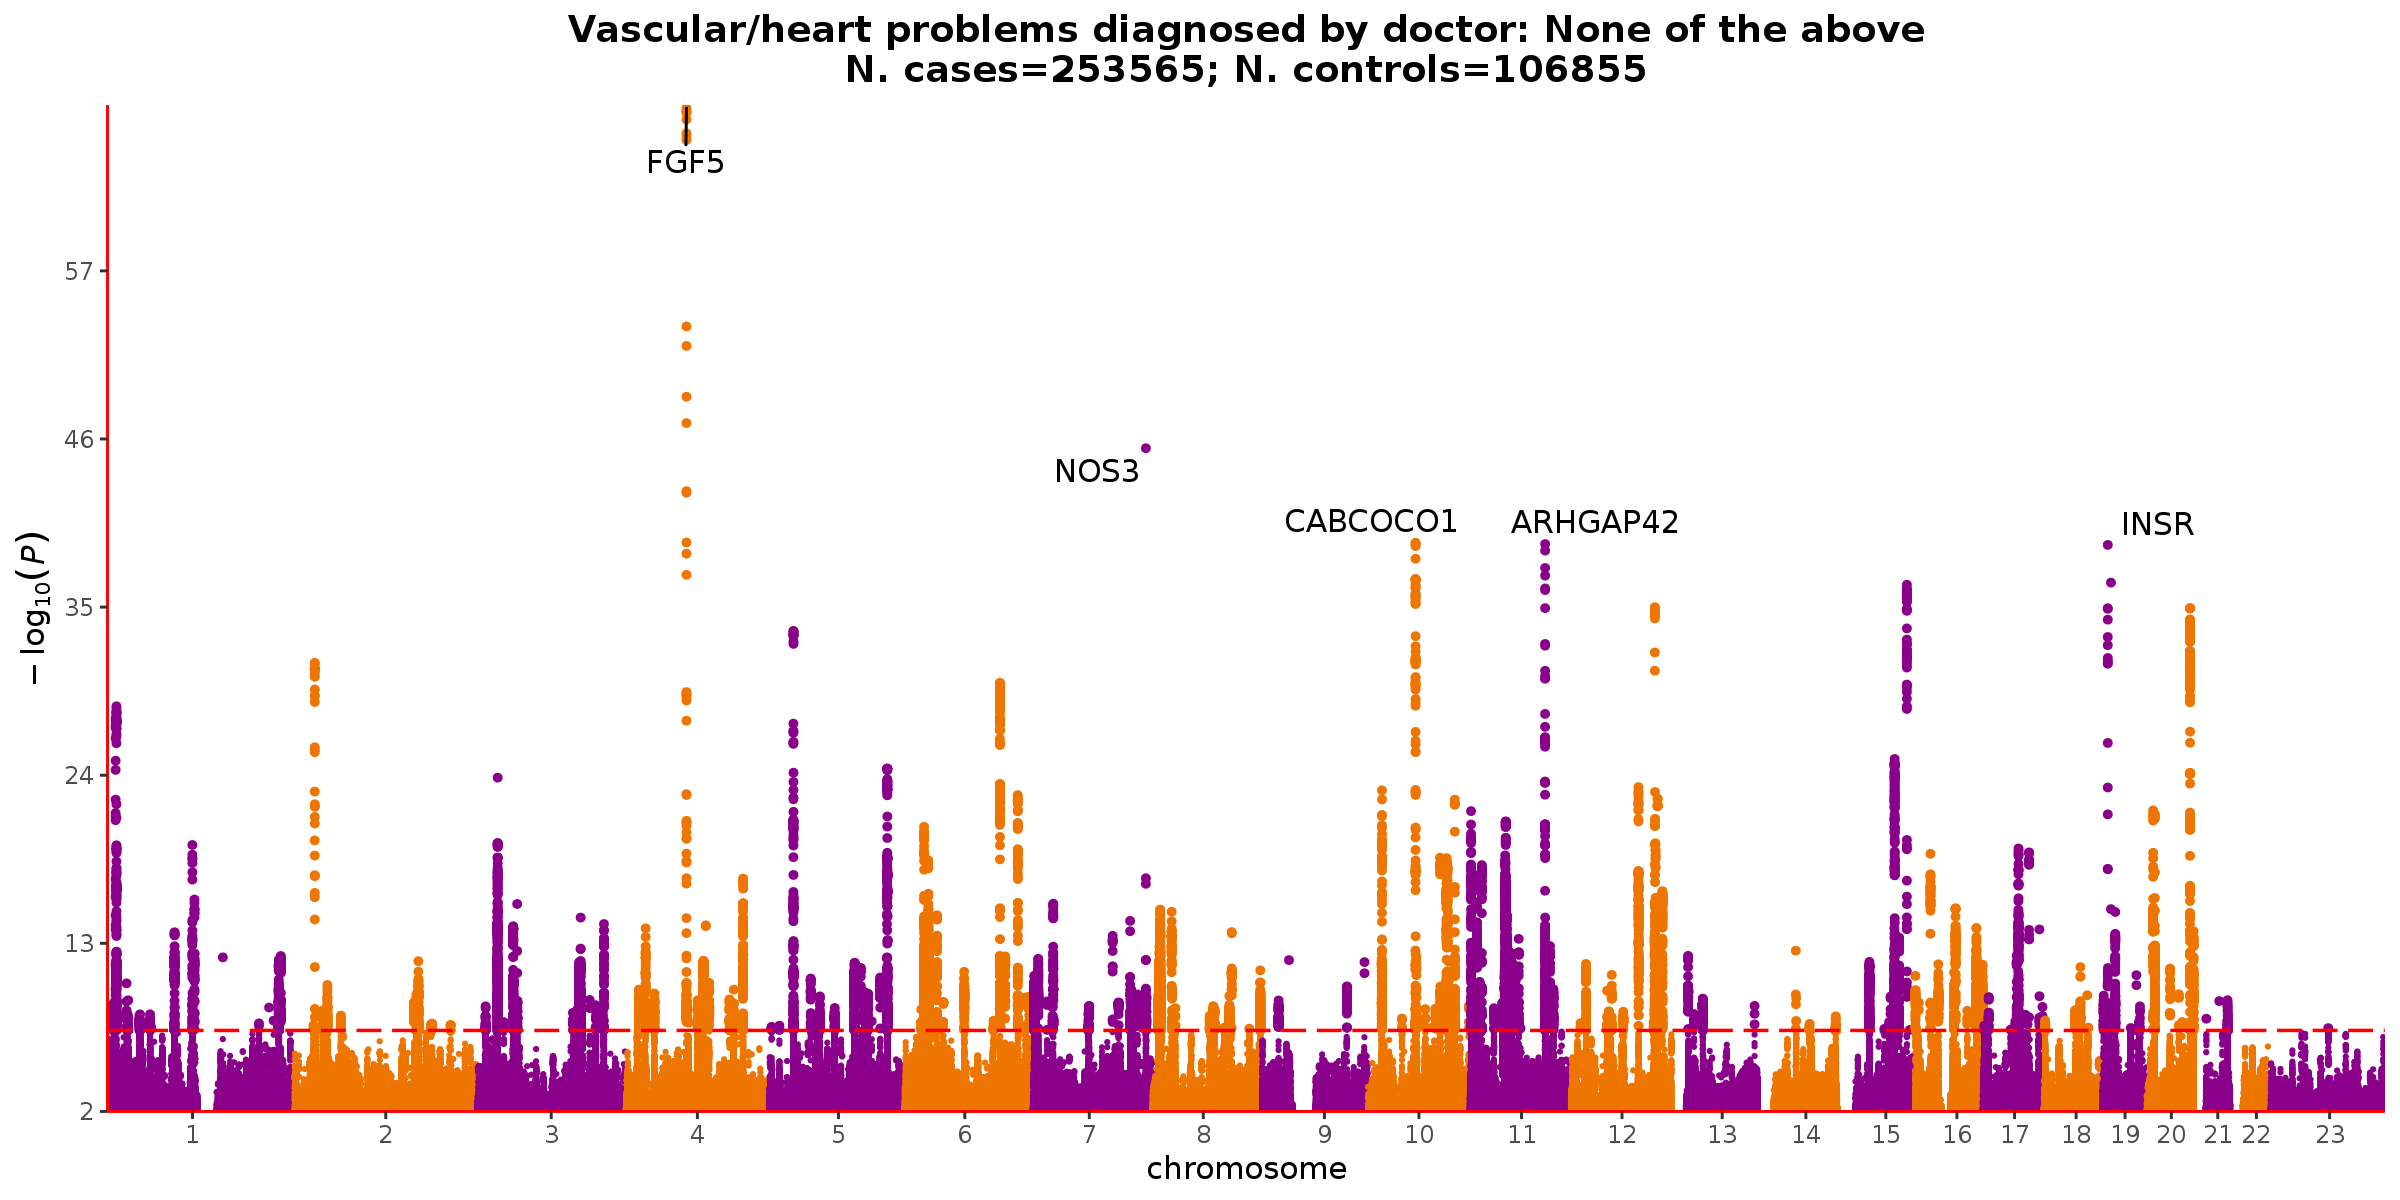 Vascular/heart problems diagnosed by doctor: None of the above
N. cases=253565; N. controls=106855
FGF5
57
46
NOS3
CABCOCO1 ARHGAP42 INSR
35
24
13
2
−log10(P)
1 2 3 4 5 6 7 8 9 10 11 12 13 14 15 16 17 18 19 20 21 22 23
chromosome